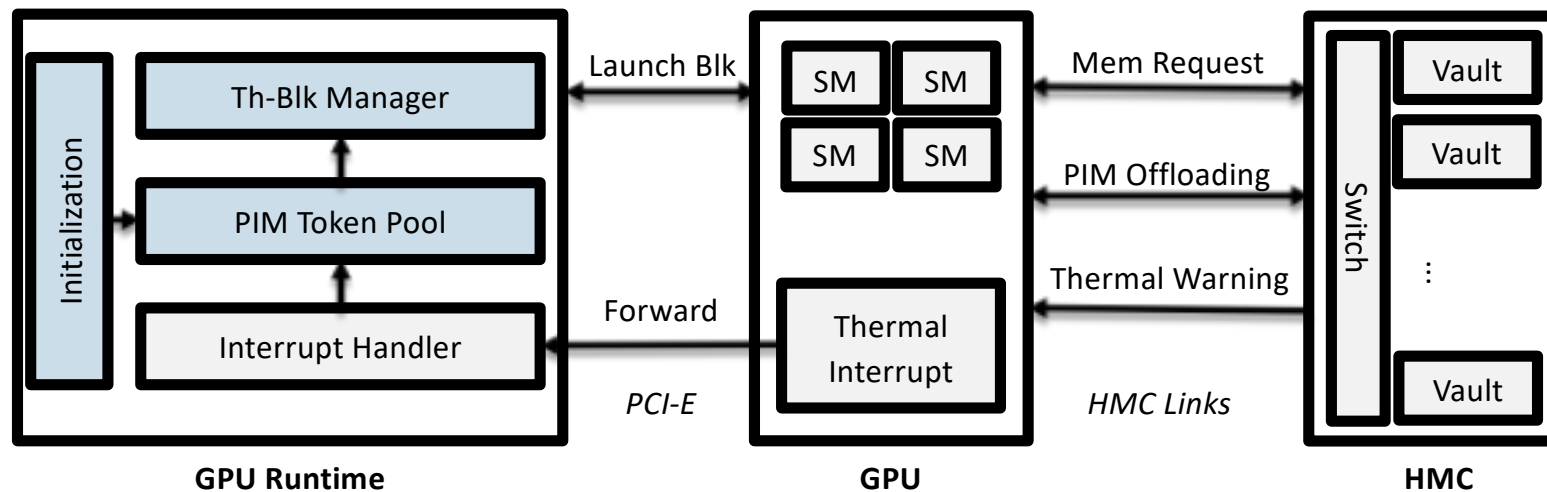 Initialization
Th-Blk Manager
PIM Token Pool
Interrupt Handler
GPU Runtime
Launch Blk
Forward
PCI-E
SM
SM
SM
SM
Thermal
Interrupt
GPU
Mem Request
PIM Offloading
Thermal Warning
HMC Links
Switch
Vault
Vault
...
Vault
HMC